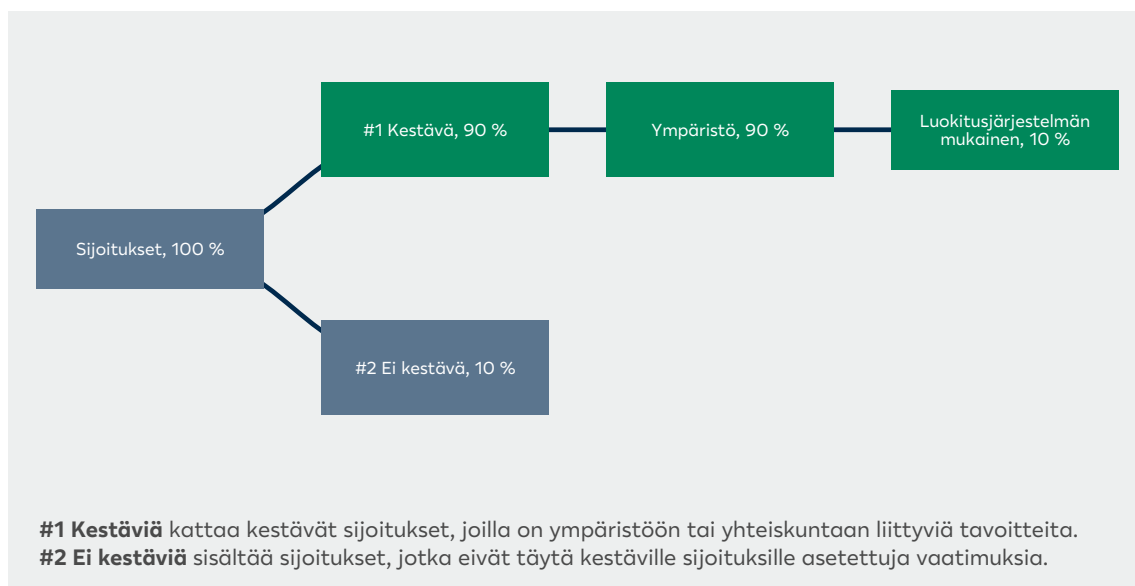 #1 Kestävä, 90 %
Ympäristö, 90 %
Luokitusjärjestelmän
mukainen, 10 %
Sijoitukset, 100 %
#2 Ei kestävä, 10 %
#1 Kestäviä kattaa kestävät sijoitukset, joilla on ympäristöön tai yhteiskuntaan liittyviä tavoitteita.
#2 Ei kestäviä sisältää sijoitukset, jotka eivät täytä kestäville sijoituksille asetettuja vaatimuksia.